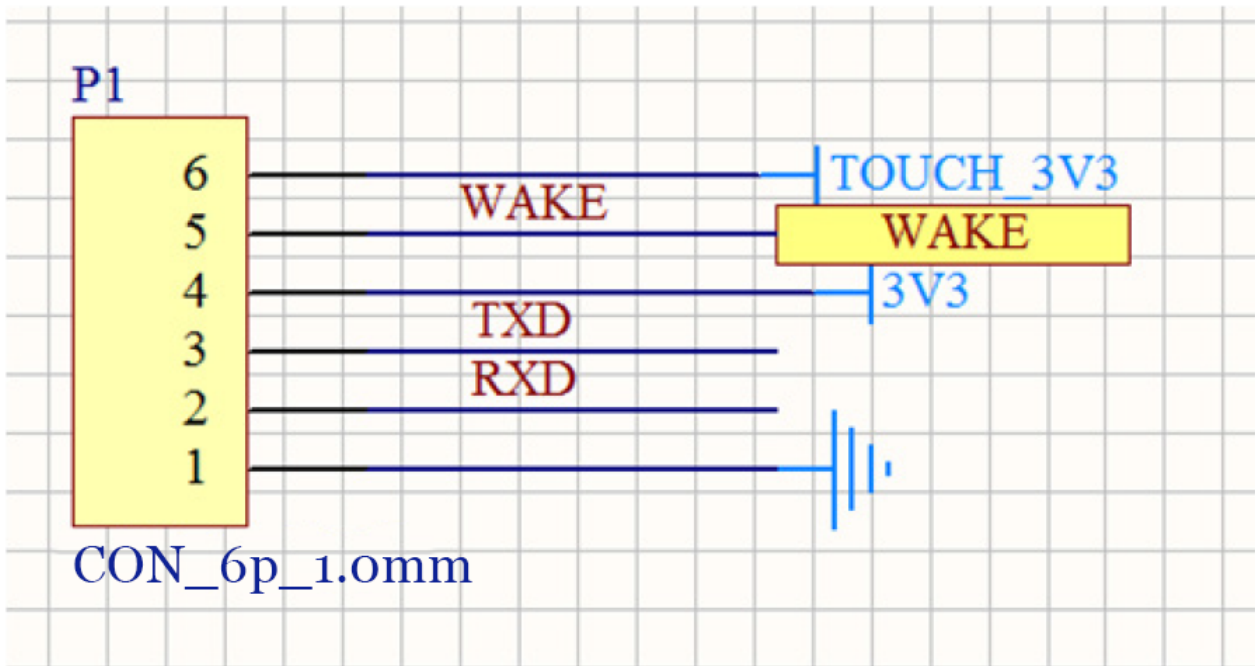 P1
6 TOUCH_3V3
WAKE
5 WAKE
4 3V3
TXD
3
RXD
2
1
CON_6p_1.0mm